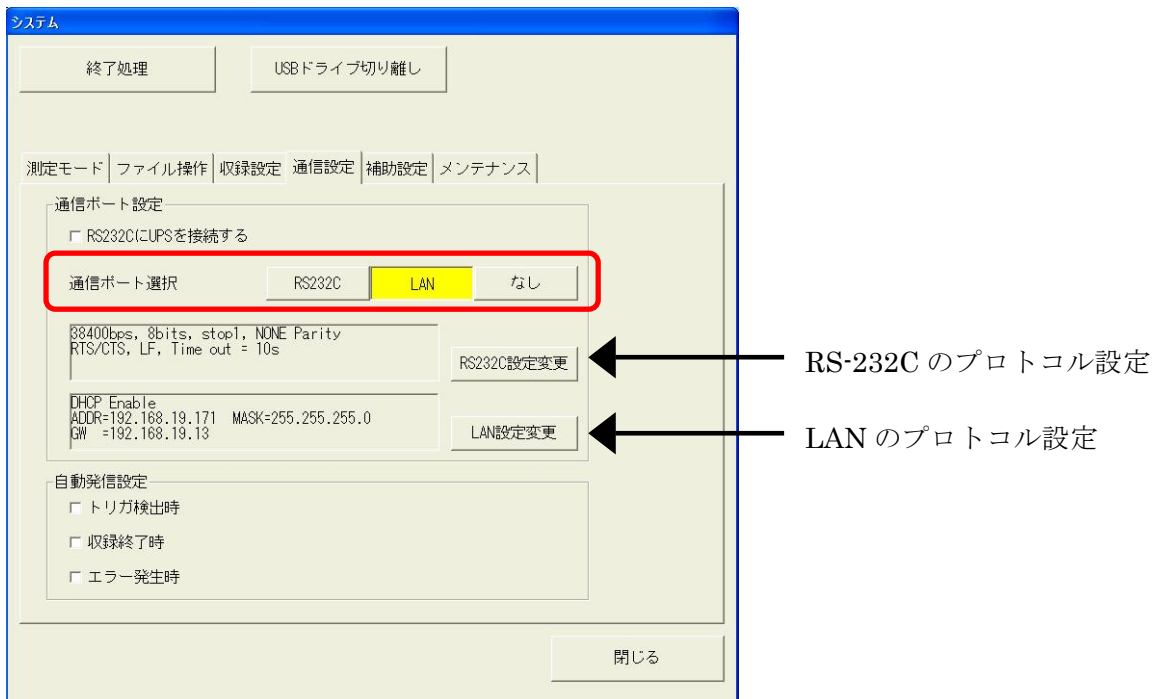 システム
終了処理
USBドライブ切り離し
測定モード ファイル操作 収録設定 通信設定 補助設定 メンテナンス
通信ポート設定
RS232CにUPSを接続する
通信ポート選択 RS232C LAN なし
38400bps, 8bits, stop1, NONE Parity
RTS/CTS, LF, Time out = 10s
RS232C設定変更
RS-232C のプロトコル設定
DHCP Enable
ADDR=192.168.19.171 MASK=255.255.255.0
GW =192.168.19.13
LAN設定変更
LAN のプロトコル設定
自動発信設定
トリガ検出時
収録終了時
エラー発生時
閉じる